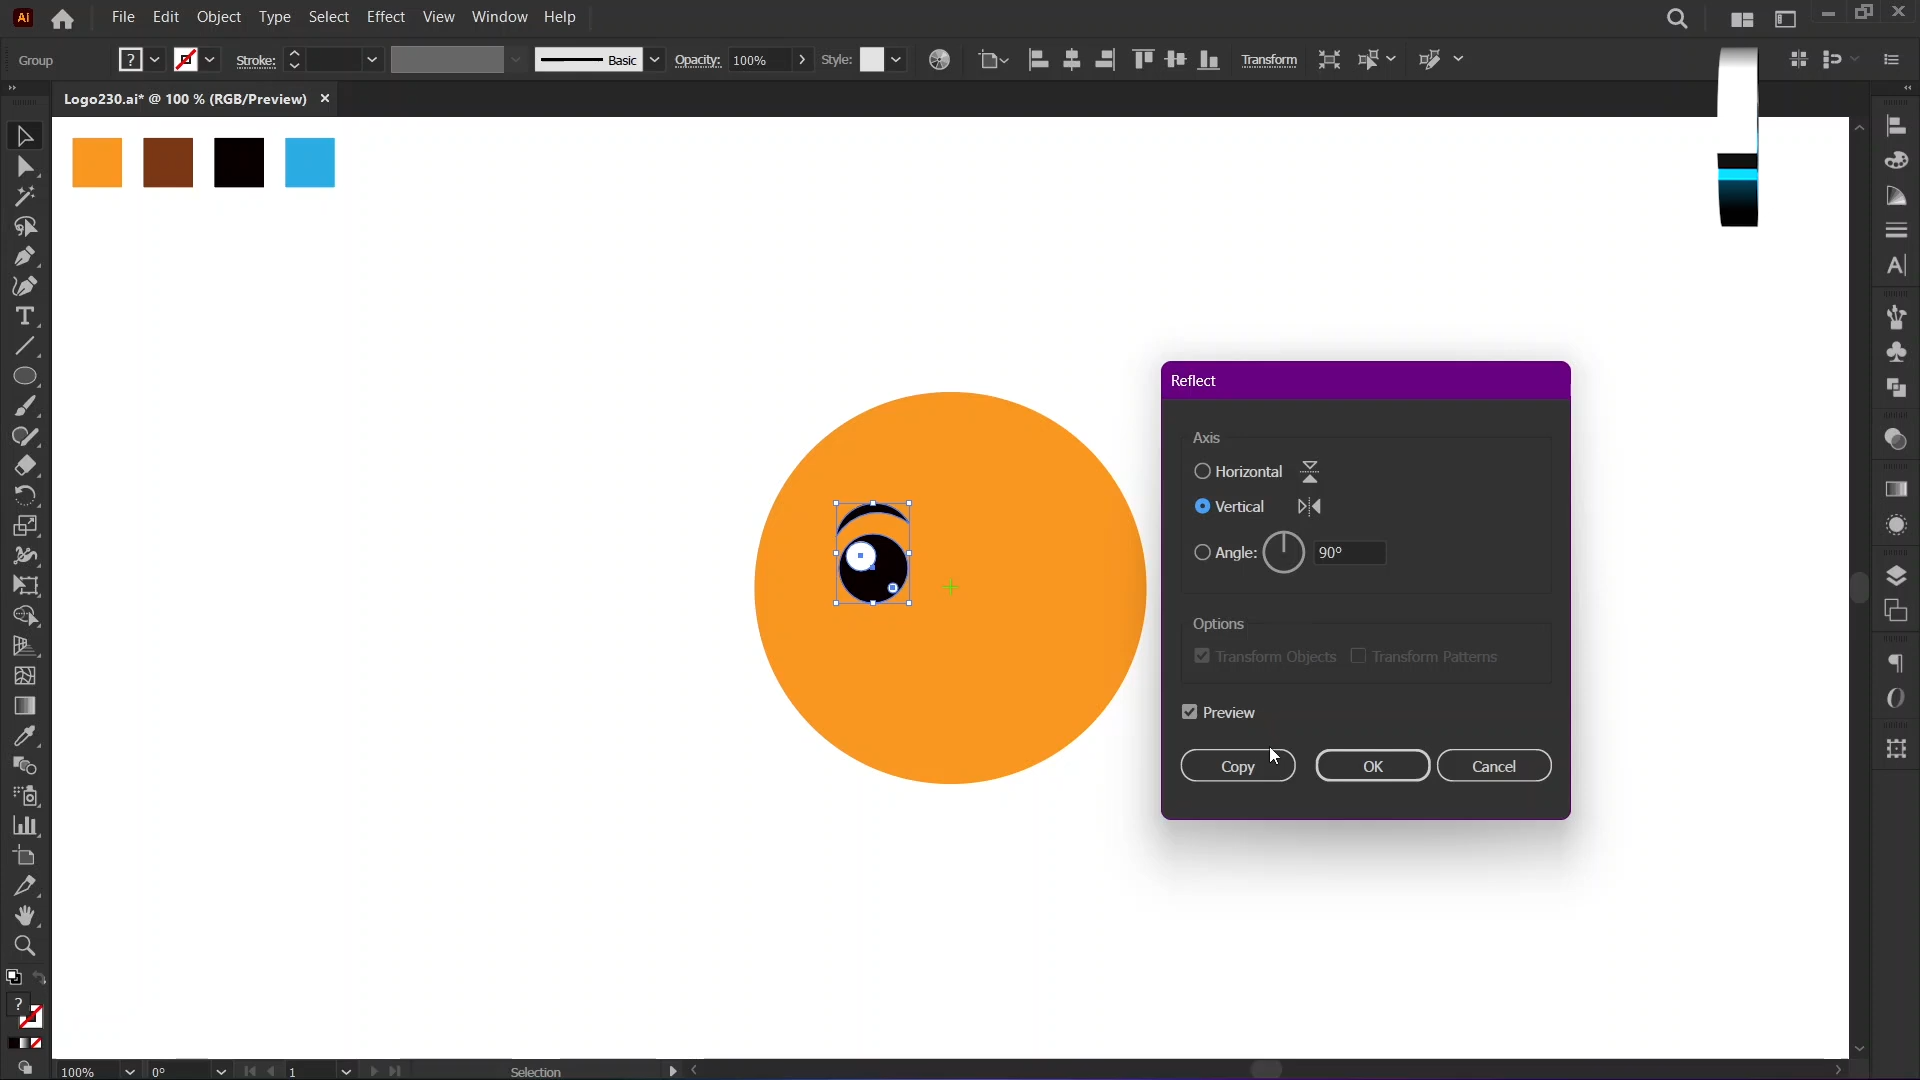 Ai File Edit Object Type Select Effect View Window Help
Group ? Stroke: Basic Opacity: 100% Style: Transform
Logo230.ai* @ 100 % (RGB/Preview)
Reflect
Axis
Horizontal
Vertical
Angle: 90°
Options
Transform Objects Transform Patterns
Preview
Copy OK Cancel
?
100% 0° 1 Selection